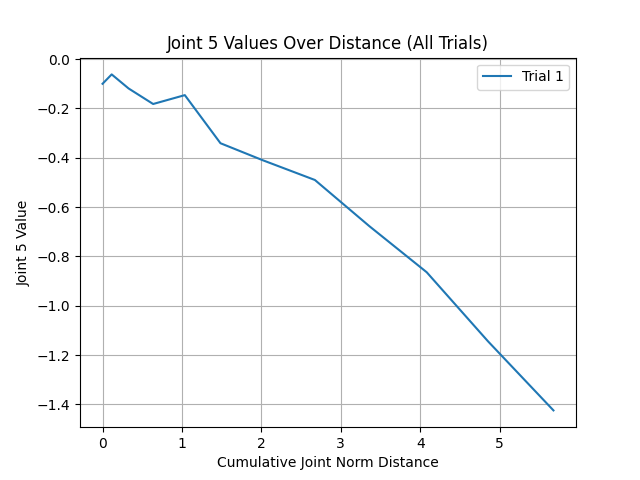 Joint 5 Values Over Distance (All Trials)
Trial 1
0.0
−0.2
−0.4
−0.6
−0.8
−1.0
−1.2
−1.4
Joint 5 Value
0 1 2 3 4 5
Cumulative Joint Norm Distance